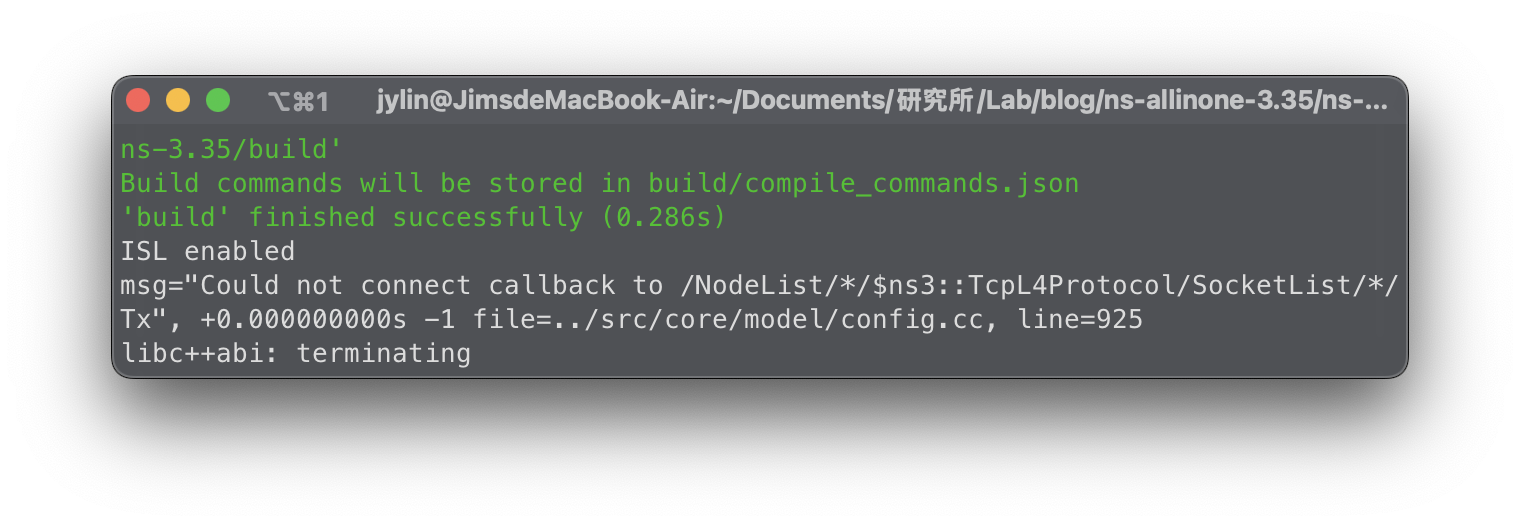 ⌥⌘1 jylin@JimsdeMacBook-Air:~/Documents/研究所/Lab/blog/ns-allinone-3.35/ns-...
ns-3.35/build'
Build commands will be stored in build/compile_commands.json
'build' finished successfully (0.286s)
ISL enabled
msg="Could not connect callback to /NodeList/*/$ns3::TcpL4Protocol/SocketList/*/
Tx", +0.000000000s -1 file=../src/core/model/config.cc, line=925
libc++abi: terminating